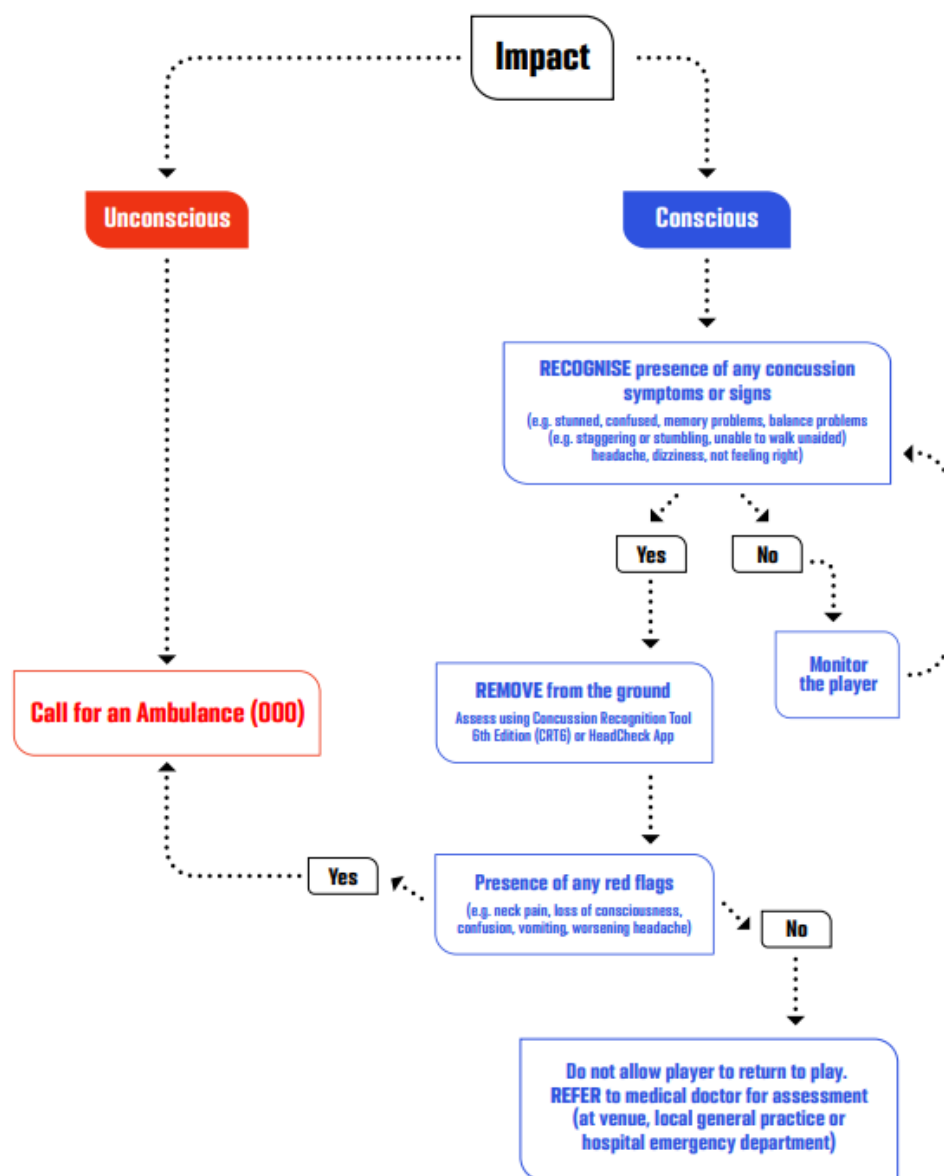 Impact
Unconscious
Conscious
RECOGNISE presence of any concussion
symptoms or signs
(e.g. stunned, confused, memory problems, balance problems
(e.g. staggering or stumbling, unable to walk unaided)
headache, dizziness, not feeling right)
Yes
No
Monitor
the player
REMOVE from the ground
Assess using Concussion Recognition Tool
6th Edition (CRT6) or HeadCheck App
Call for an Ambulance (000)
Presence of any red flags
(e.g. neck pain, loss of consciousness,
confusion, vomiting, worsening headache)
Yes
No
Do not allow player to return to play.
REFER to medical doctor for assessment
(at venue, local general practice or
hospital emergency department)